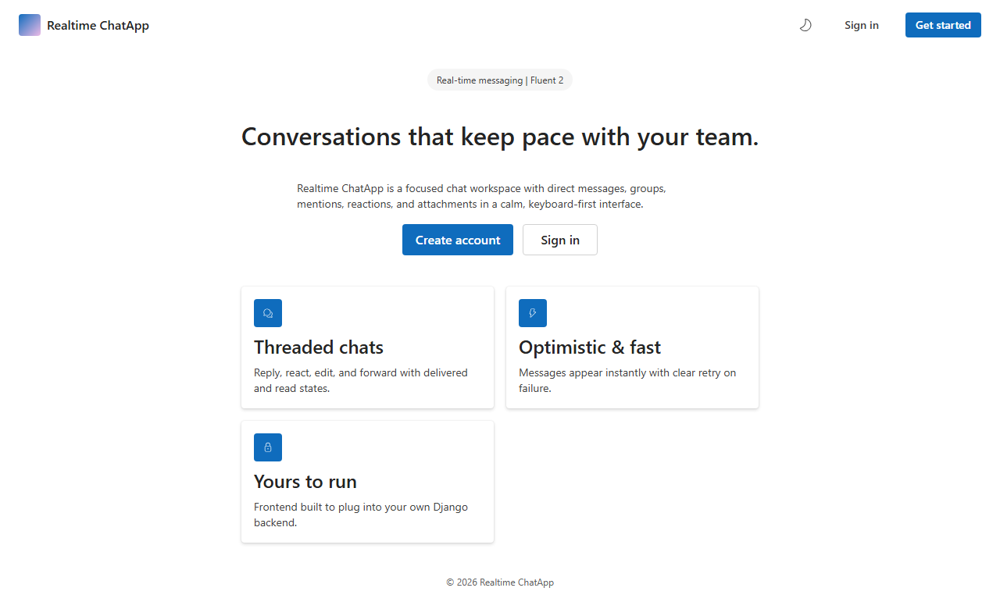 Realtime ChatApp
Sign in
Get started
Real-time messaging | Fluent 2
Conversations that keep pace with your team.
Realtime ChatApp is a focused chat workspace with direct messages, groups,
mentions, reactions, and attachments in a calm, keyboard-first interface.
Create account
Sign in
Threaded chats
Reply, react, edit, and forward with delivered
and read states.
Optimistic & fast
Messages appear instantly with clear retry on
failure.
Yours to run
Frontend built to plug into your own Django
backend.
© 2026 Realtime ChatApp